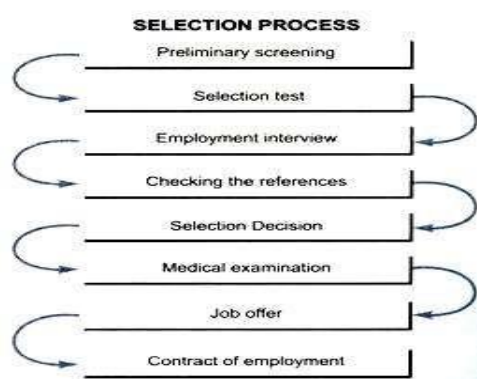 SELECTION PROCESS
Preliminary screening
Selection test
Employment interview
Checking the references
Selection Decision
Medical examination
Job offer
Contract of employment